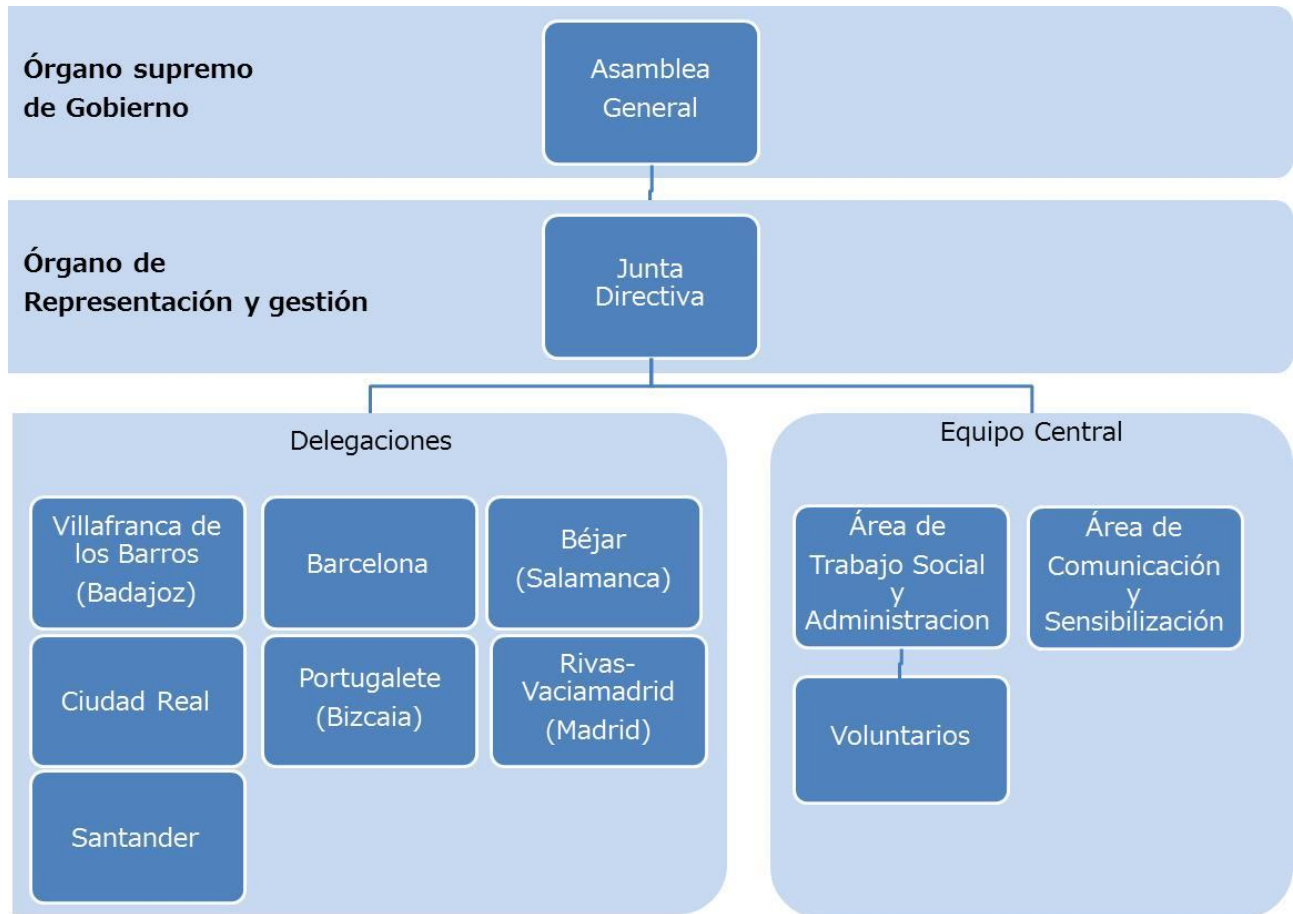 Órgano supremo
de Gobierno
Asamblea
General
Órgano de
Representación y gestión
Junta
Directiva
Delegaciones
Villafranca de
los Barros
(Badajoz)
Barcelona
Béjar
(Salamanca)
Ciudad Real
Portugalete
(Bizcaia)
Rivas-
Vaciamadrid
(Madrid)
Santander
Equipo Central
Área de
Trabajo Social
y
Administracion
Área de
Comunicación
y
Sensibilización
Voluntarios